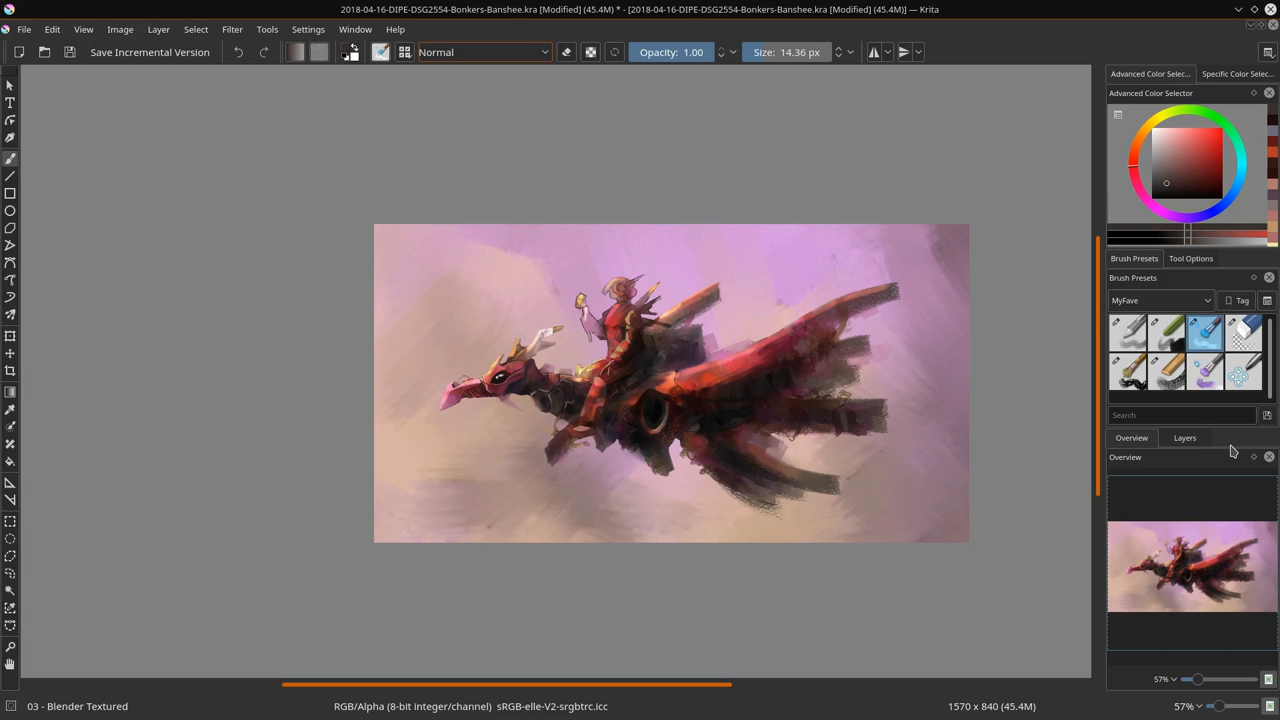 2018-04-16-DIPE-DSG2554-Bonkers-Banshee.kra [Modified] (45.4M) * - [2018-04-16-DIPE-DSG2554-Bonkers-Banshee.kra [Modified] (45.4M)] — Krita
File Edit View Image Layer Select Filter Tools Settings Window Help
Save Incremental Version Normal Opacity: 1.00 Size: 14.36 px
Advanced Color Selec... Specific Color Selec...
Advanced Color Selector
Brush Presets Tool Options
Brush Presets
MyFave Tag
Search
Overview Layers
Overview
57%
03 - Blender Textured RGB/Alpha (8-bit integer/channel) sRGB-elle-V2-srgbtrc.icc 1570 x 840 (45.4M) 57%